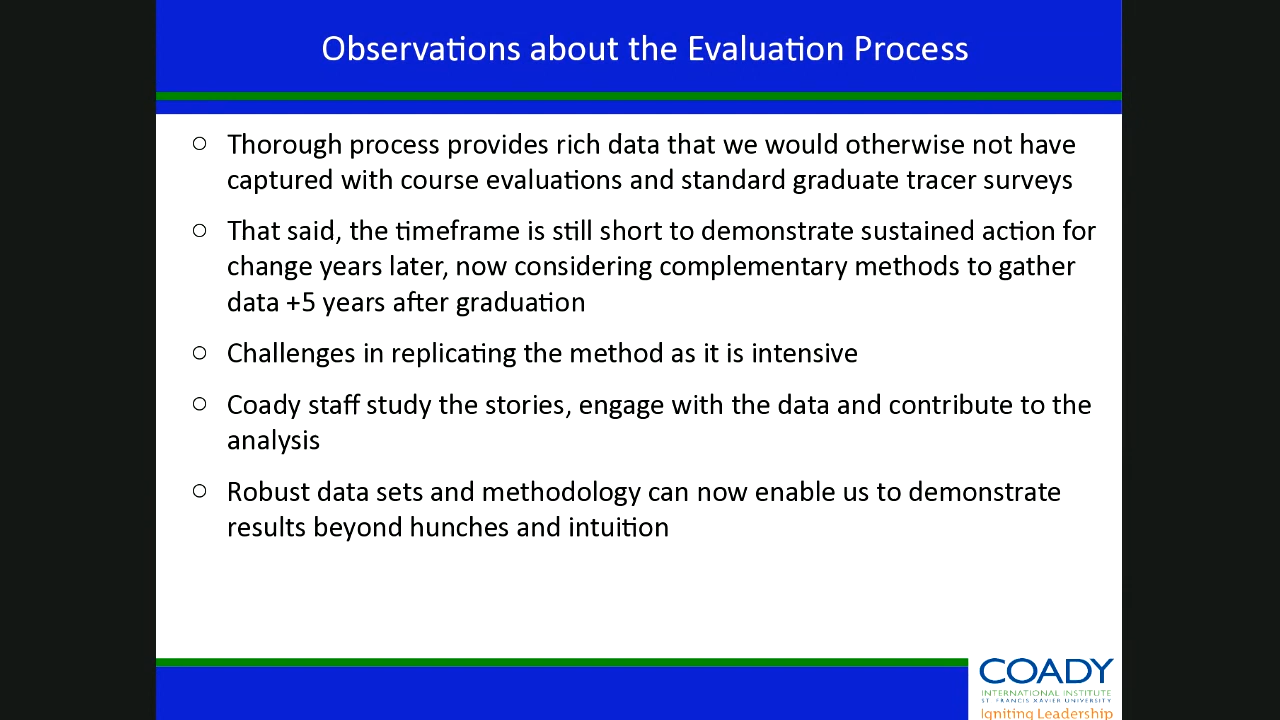 Observations about the Evaluation Process
○ Thorough process provides rich data that we would otherwise not have
captured with course evaluations and standard graduate tracer surveys
○ That said, the timeframe is still short to demonstrate sustained action for
change years later, now considering complementary methods to gather
data +5 years after graduation
○ Challenges in replicating the method as it is intensive
○ Coady staff study the stories, engage with the data and contribute to the
analysis
○ Robust data sets and methodology can now enable us to demonstrate
results beyond hunches and intuition
COADY
INTERNATIONAL INSTITUTE
ST. FRANCIS XAVIER UNIVERSITY
Igniting Leadership